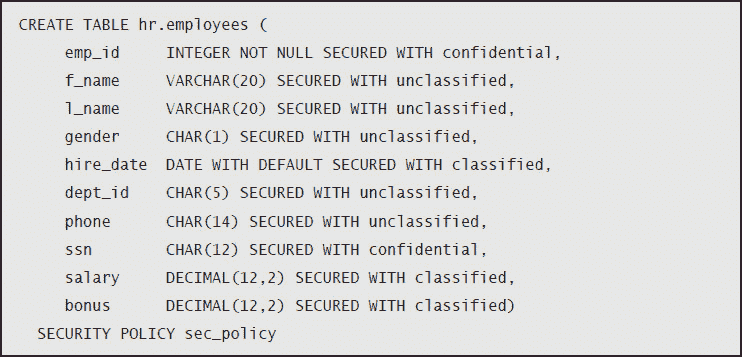 CREATE TABLE hr.employees (
emp_id INTEGER NOT NULL SECURED WITH confidential,
f_name VARCHAR(20) SECURED WITH unclassified,
l_name VARCHAR(20) SECURED WITH unclassified,
gender CHAR(1) SECURED WITH unclassified,
hire_date DATE WITH DEFAULT SECURED WITH classified,
dept_id CHAR(5) SECURED WITH unclassified,
phone CHAR(14) SECURED WITH unclassified,
ssn CHAR(12) SECURED WITH confidential,
salary DECIMAL(12,2) SECURED WITH classified,
bonus DECIMAL(12,2) SECURED WITH classified)
SECURITY POLICY sec_policy